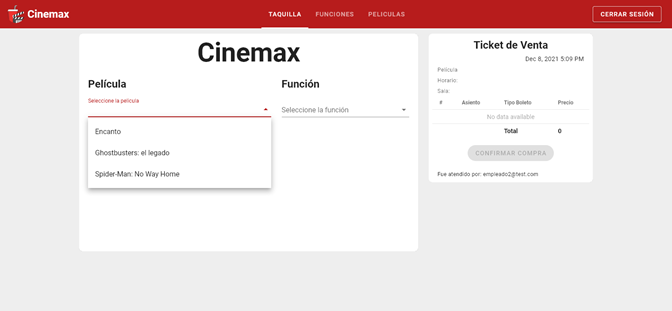 Cinemax
TAQUILLA
FUNCIONES
PELICULAS
CERRAR SESIÓN
Cinemax
Película
Seleccione la película
Encanto
Ghostbusters: el legado
Spider-Man: No Way Home
Función
Seleccione la función
Ticket de Venta
Dec 8, 2021 5:09 PM
Película:
Horario:
Sala:
# Asiento Tipo Boleto Precio
No data available
Total 0
CONFIRMAR COMPRA
Fue atendido por: empleado2@test.com